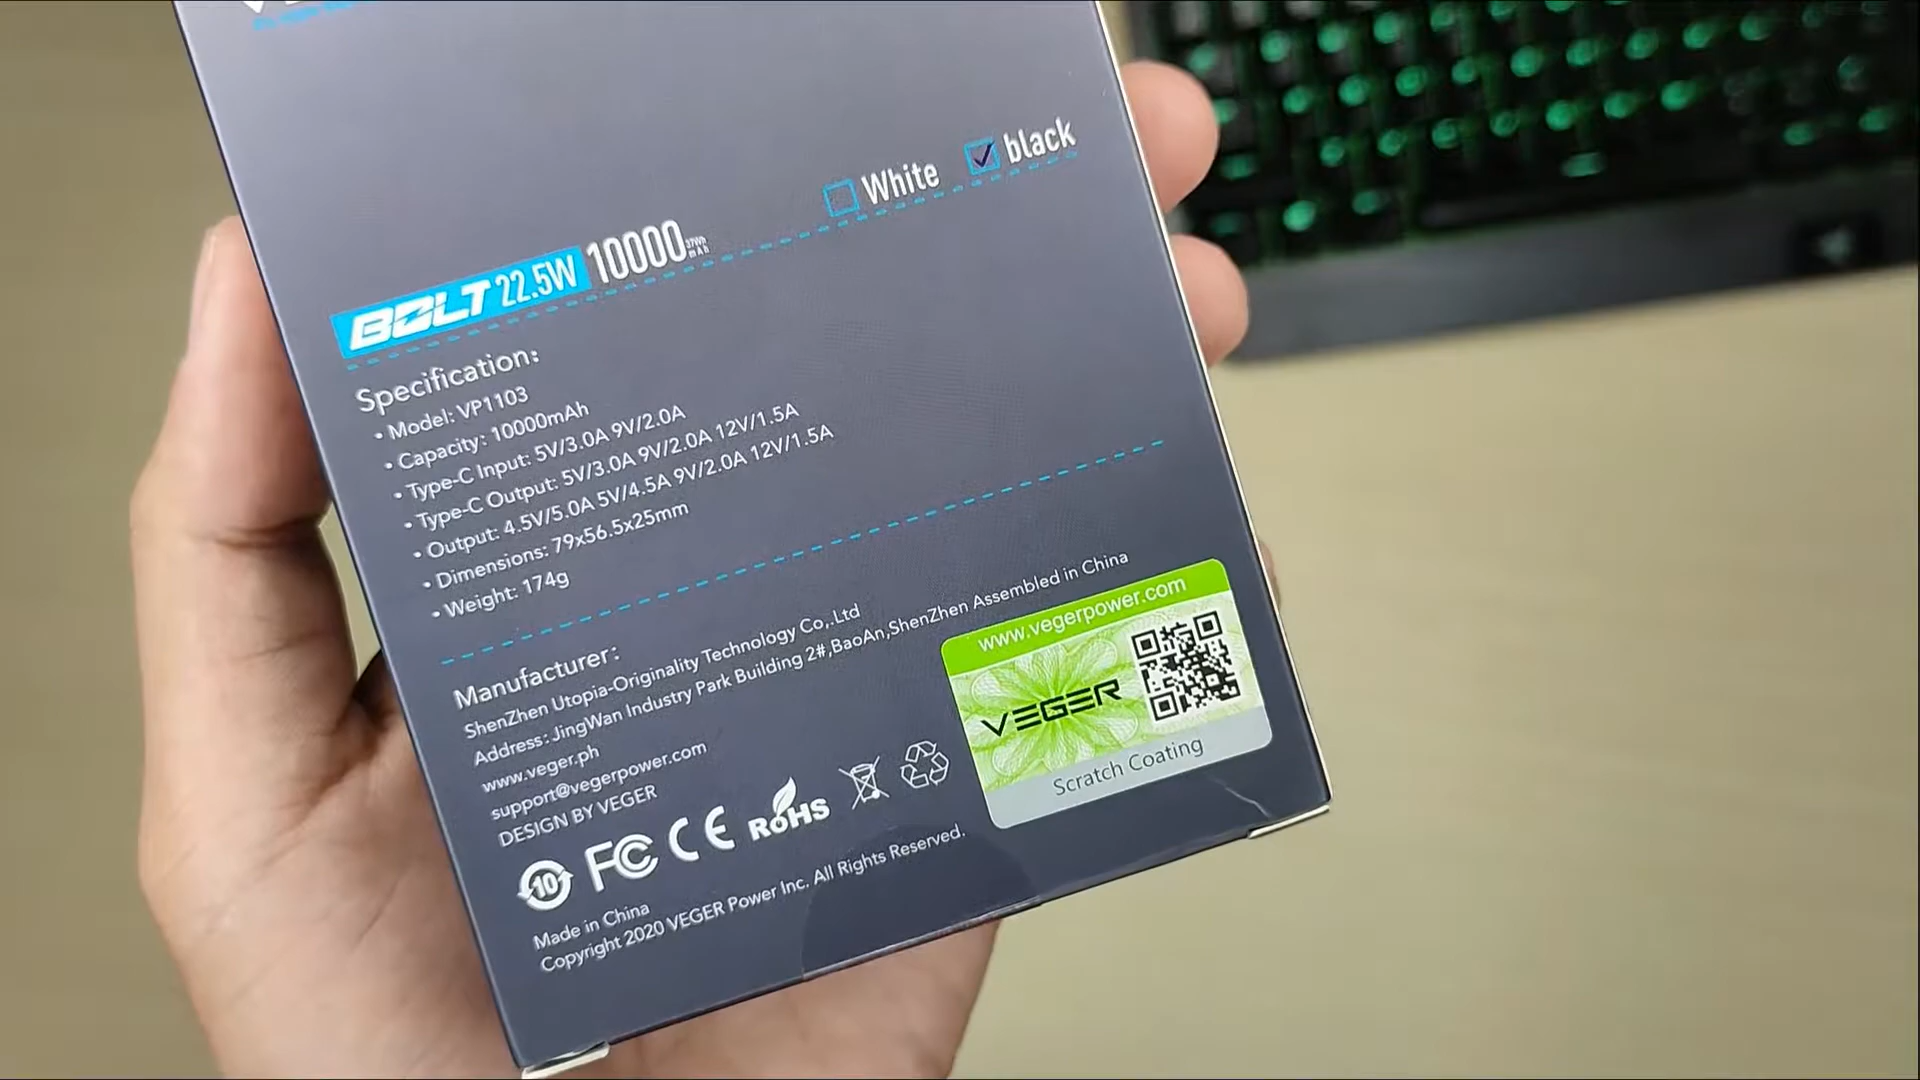 White black
BOLT 22.5W 10000 37Wh mAh
Specification:
• Model: VP1103
• Capacity: 10000mAh
• Type-C Input: 5V/3.0A 9V/2.0A
• Type-C Output: 5V/3.0A 9V/2.0A 12V/1.5A
• Output: 4.5V/5.0A 5V/4.5A 9V/2.0A 12V/1.5A
• Dimensions: 79x56.5x25mm
• Weight: 174g
Manufacturer:
ShenZhen Utopia-Originality Technology Co,.Ltd
Address: JingWan Industry Park Building 2#,BaoAn,ShenZhen Assembled in China
www.veger.ph
support@vegerpower.com
DESIGN BY VEGER
10 FC CE RoHS
Made in China
Copyright 2020 VEGER Power Inc. All Rights Reserved.
www.vegerpower.com
VEGER
Scratch Coating